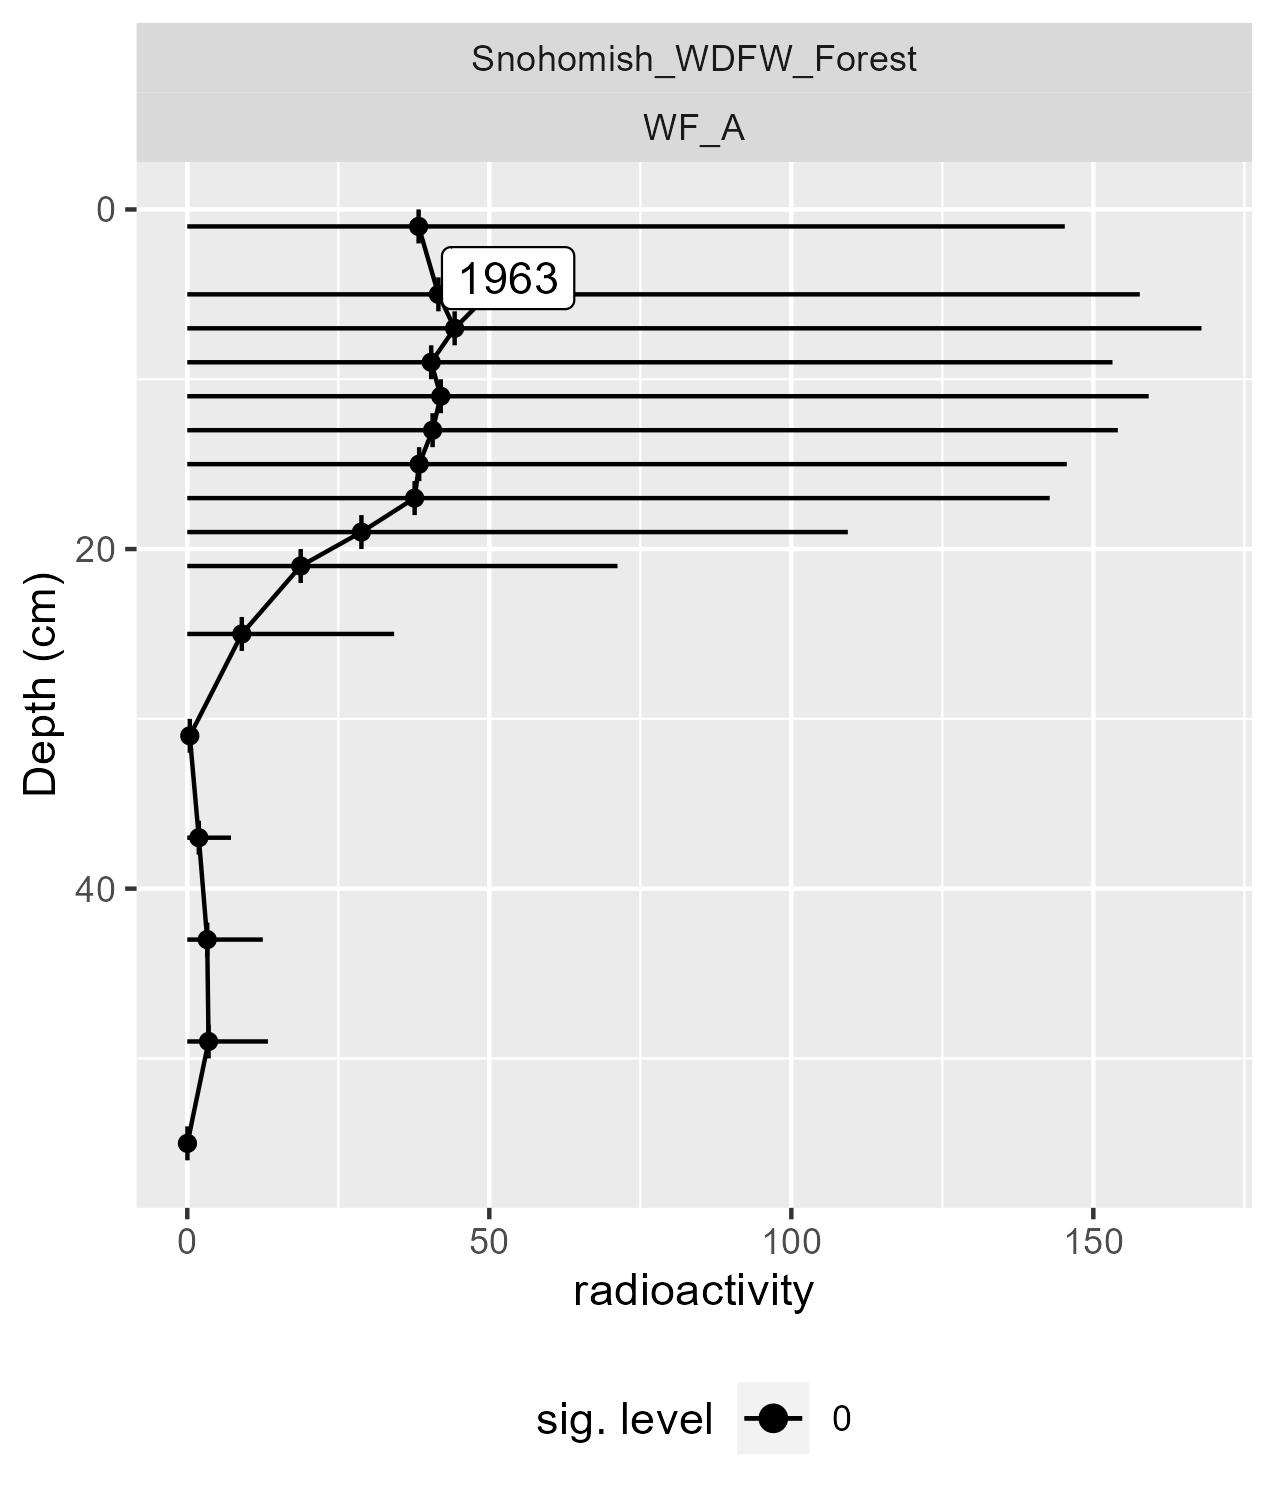 Snohomish_WDFW_Forest
WF_A
1963
0
20
40
Depth (cm)
0 50 100 150
radioactivity
sig. level 0